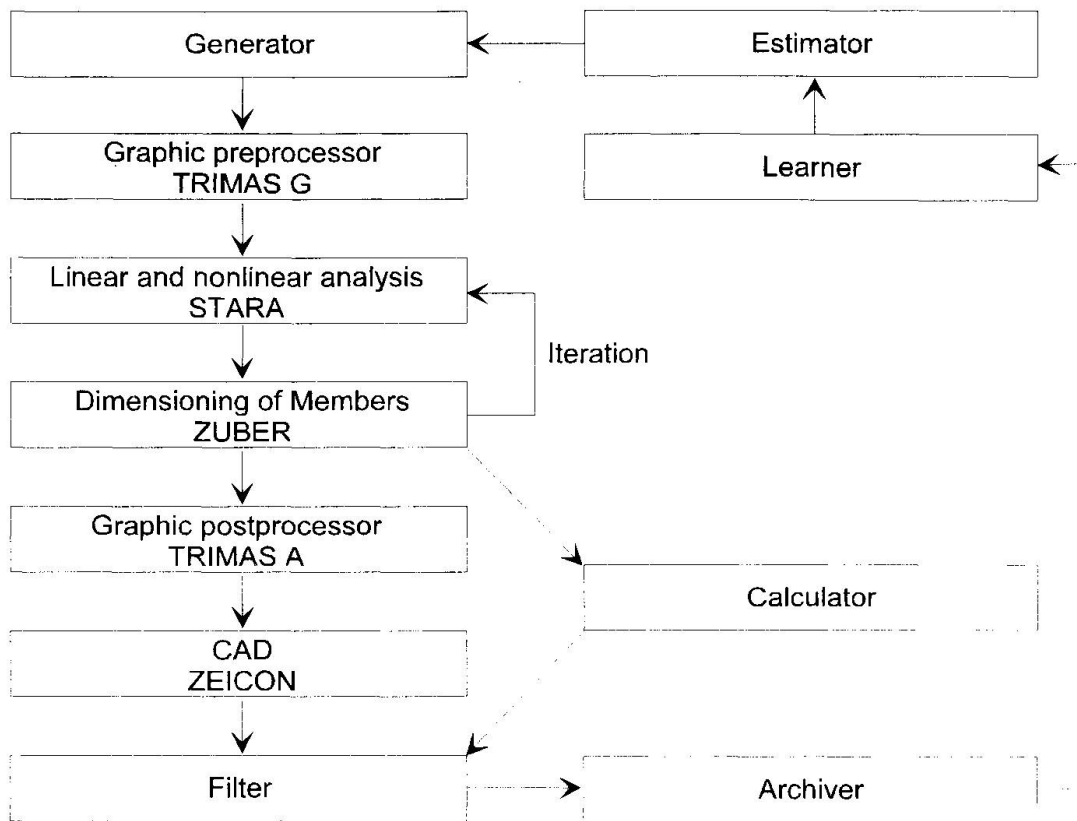 Generator
Estimator
Graphic preprocessor
TRIMAS G
Learner
Linear and nonlinear analysis
STARA
Iteration
Dimensioning of Members
ZUBER
Graphic postprocessor
TRIMAS A
Calculator
CAD
ZEICON
Filter
Archiver